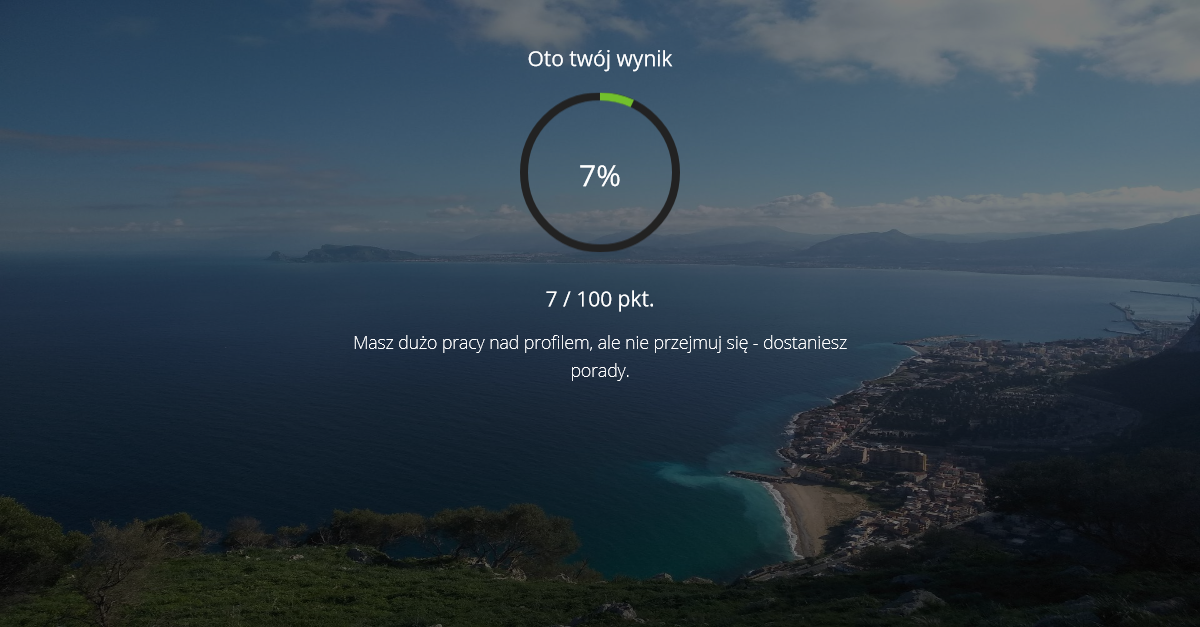 Oto twój wynik
7%
7 / 100 pkt.
Masz dużo pracy nad profilem, ale nie przejmuj się - dostaniesz
porady.